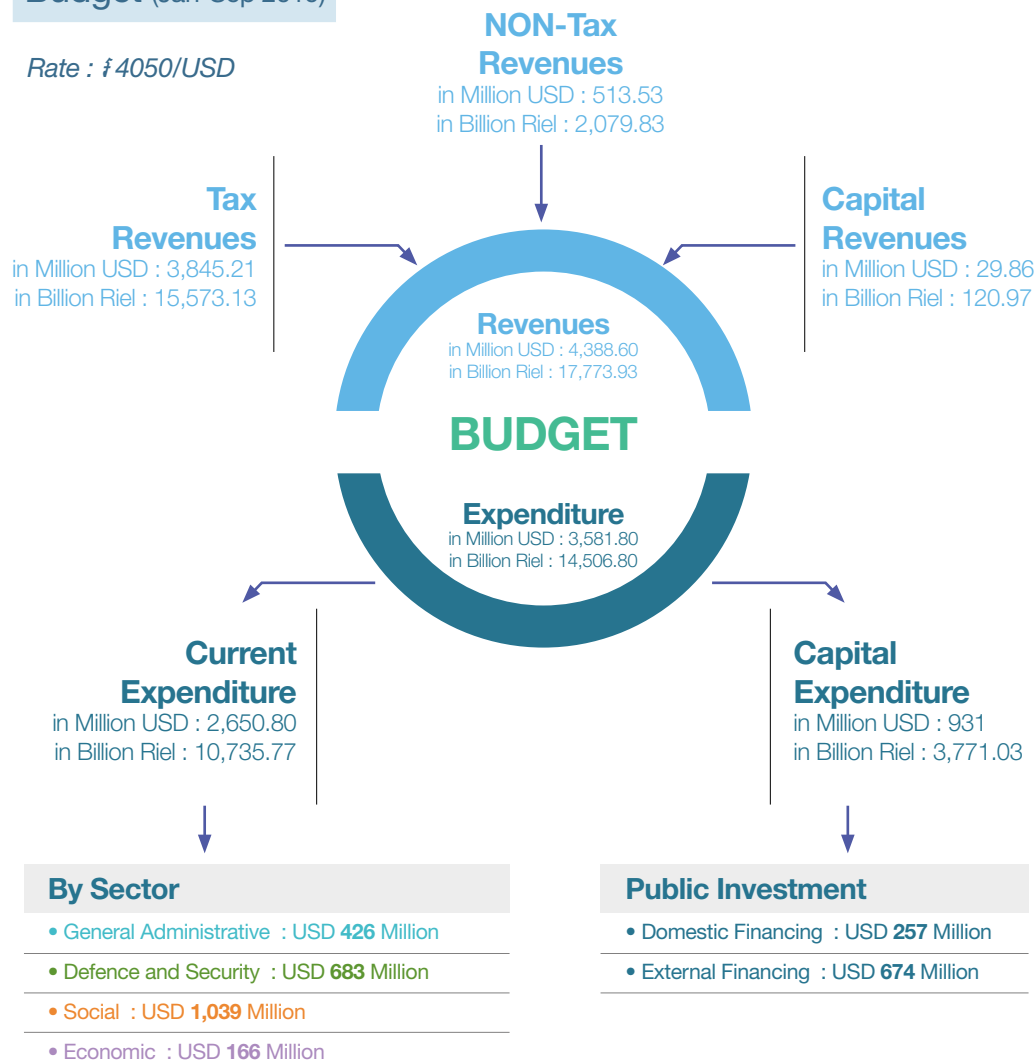 Rate : ៛ 4050/USD
NON-Tax
Revenues
in Million USD : 513.53
in Billion Riel : 2,079.83
Tax
Revenues
in Million USD : 3,845.21
in Billion Riel : 15,573.13
Capital
Revenues
in Million USD : 29.86
in Billion Riel : 120.97
Revenues
in Million USD : 4,388.60
in Billion Riel : 17,773.93
BUDGET
Expenditure
in Million USD : 3,581.80
in Billion Riel : 14,506.80
Current
Expenditure
in Million USD : 2,650.80
in Billion Riel : 10,735.77
Capital
Expenditure
in Million USD : 931
in Billion Riel : 3,771.03
By Sector
• General Administrative : USD 426 Million
• Defence and Security : USD 683 Million
• Social : USD 1,039 Million
• Economic : USD 166 Million
Public Investment
• Domestic Financing : USD 257 Million
• External Financing : USD 674 Million